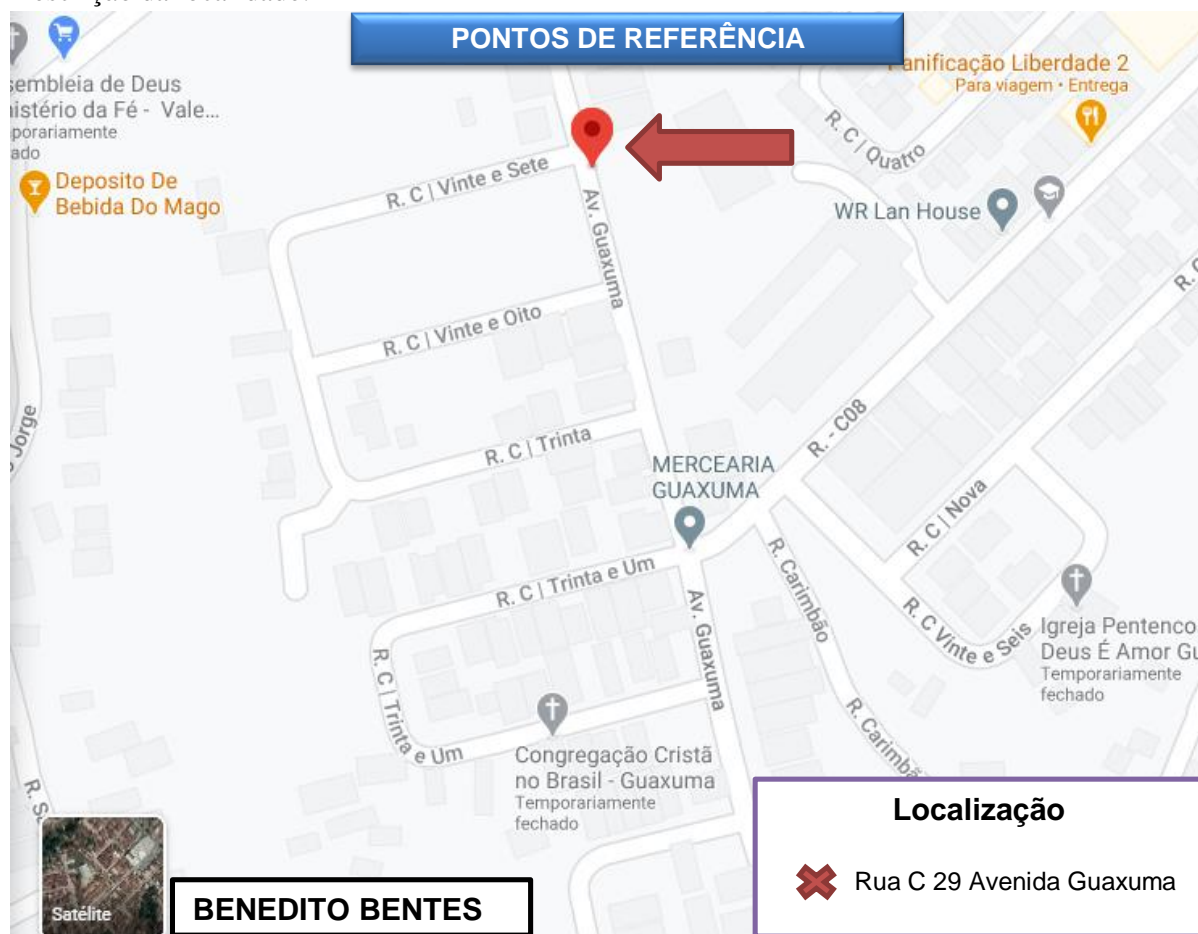 PONTOS DE REFERÊNCIA
sembleia de Deus
nistério da Fé - Vale...
porariamente
ado
Deposito De
Bebida Do Mago
anificação Liberdade 2
Para viagem • Entrega
R. C | Quatro
WR Lan House
R. C | Vinte e Sete
Av. Guaxuma
R. C | Vinte e Oito
R. C | Trinta
MERCEARIA
GUAXUMA
R. - C08
R. C | Nova
R. C Vinte e Seis
R. Carimbão
R. C | Trinta e Um
Av. Guaxuma
R. C | Trinta e Um
Jorge
Igreja Pentenco
Deus É Amor Gu
Temporariamente
fechado
R. Carimbã
Congregação Cristã
no Brasil - Guaxuma
Temporariamente
fechado
Localização
Rua C 29 Avenida Guaxuma
Satélite
BENEDITO BENTES